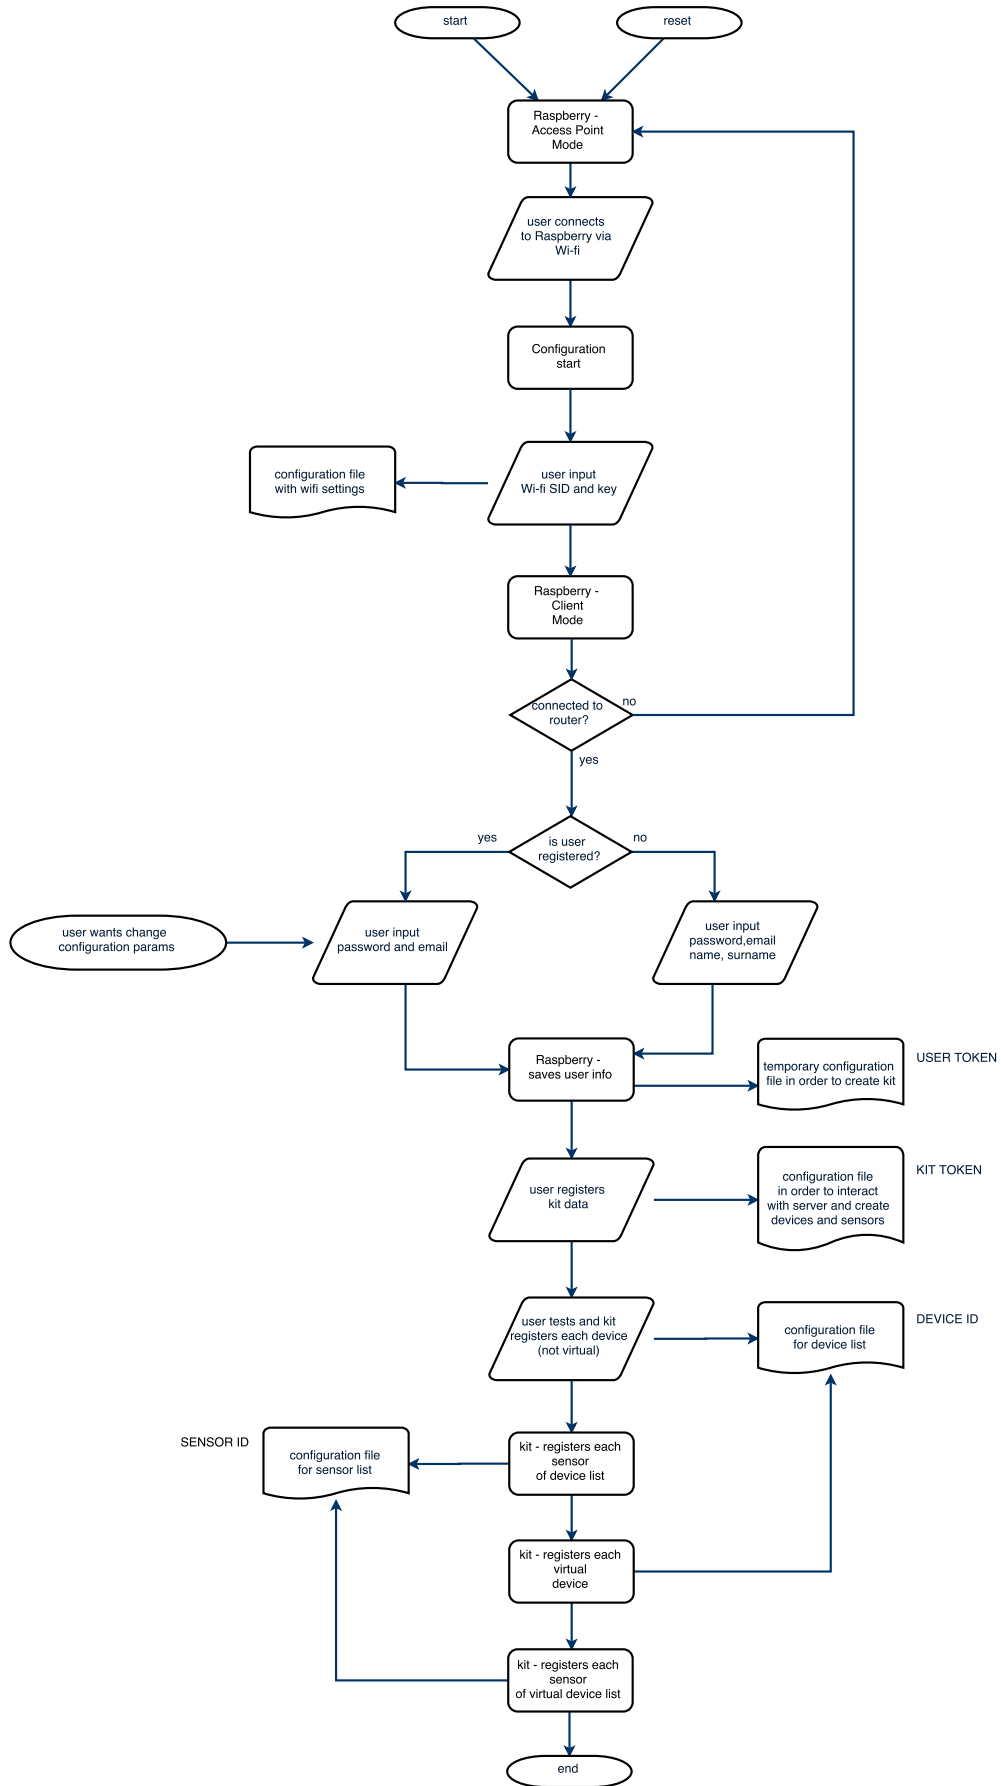 start
reset
Raspberry -
Access Point
Mode
user connects
to Raspberry via
Wi-fi
Configuration
start
configuration file
with wifi settings
user input
Wi-fi SID and key
Raspberry -
Client
Mode
connected to
router?
no
yes
is user
registered?
yes
no
user wants change
configuration params
user input
password and email
user input
password,email
name, surname
Raspberry -
saves user info
temporary configuration
file in order to create kit
USER TOKEN
user registers
kit data
configuration file
in order to interact
with server and create
devices and sensors
KIT TOKEN
user tests and kit
registers each device
(not virtual)
configuration file
for device list
DEVICE ID
SENSOR ID
configuration file
for sensor list
kit - registers each
sensor
of device list
kit - registers each
virtual
device
kit - registers each
sensor
of virtual device list
end